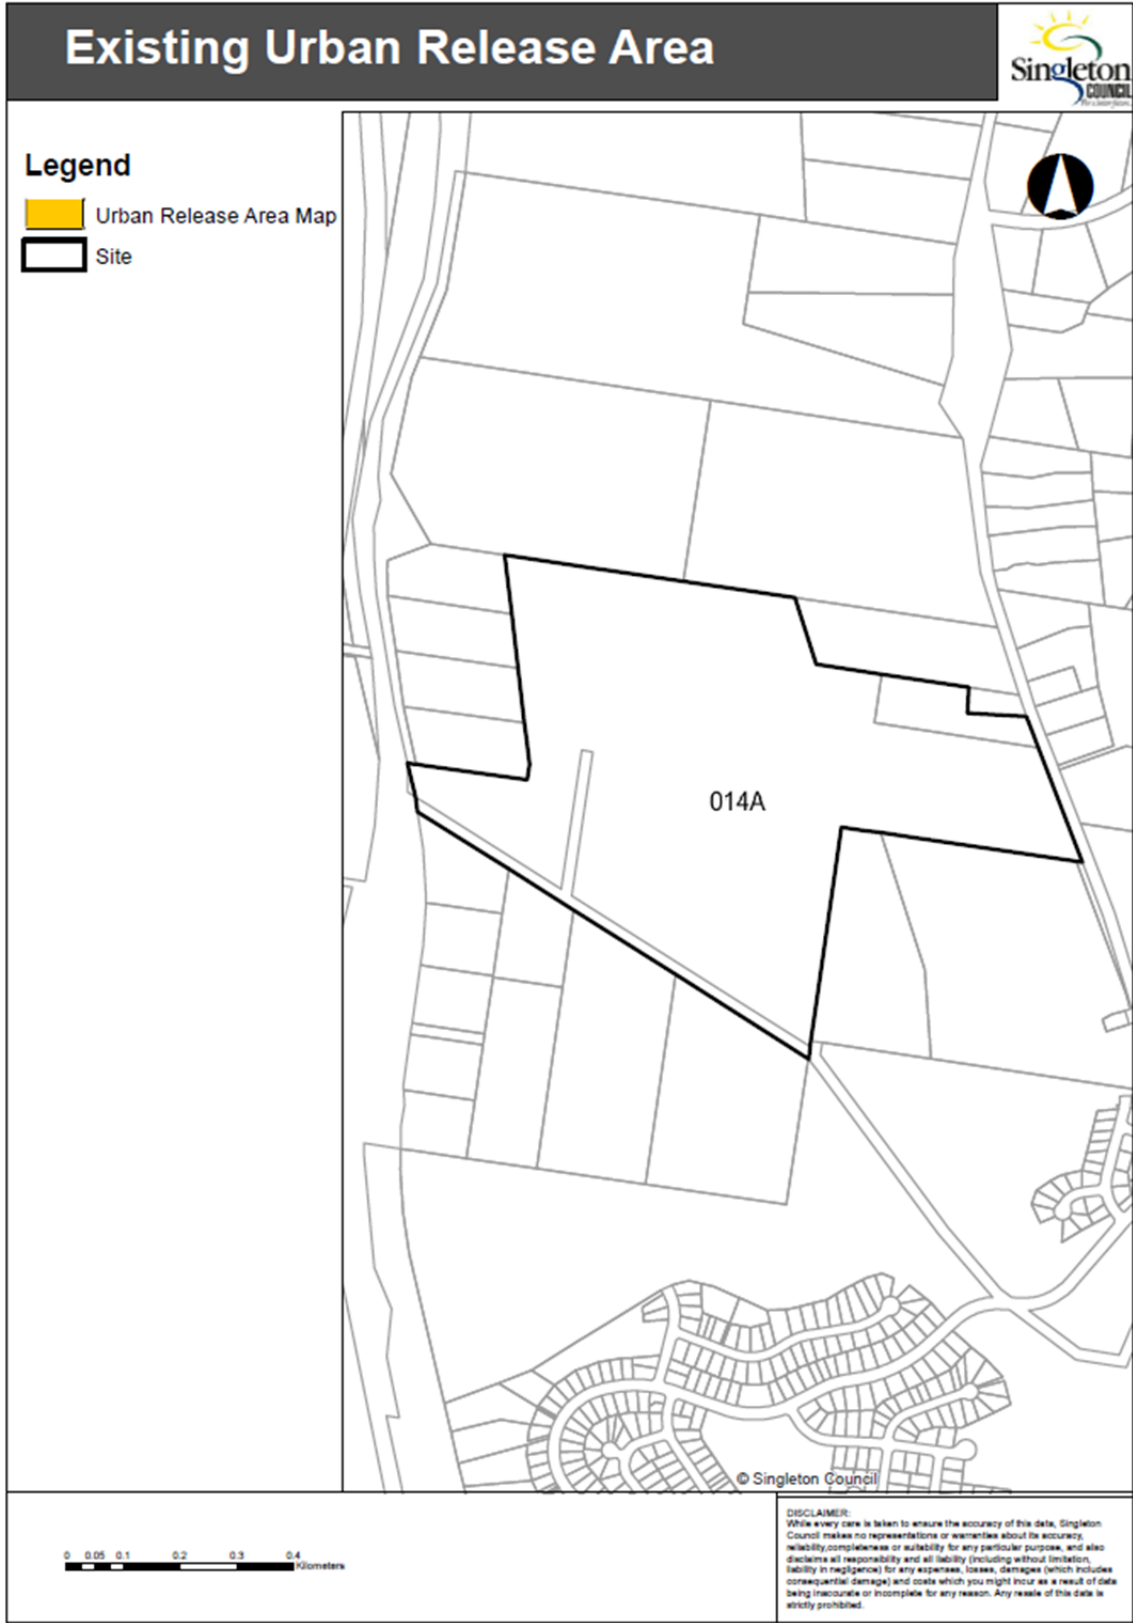 Existing Urban Release Area
Singleton
COUNCIL
Legend
Urban Release Area Map
Site
014A
© Singleton Council
0 0.05 0.1 0.2 0.3 0.4
Kilometers
DISCLAIMER:
While every care is taken to ensure the accuracy of this data, Singleton
Council makes no representations or warranties about its accuracy,
reliability,completeness or suitability for any particular purpose, and also
disclaims all responsibility and all liability (including without limitation,
liability in negligence) for any expenses, losses, damages (which includes
consequential damage) and costs which you might incur as a result of data
being inaccurate or incomplete for any reason. Any resale of this data is
strictly prohibited.